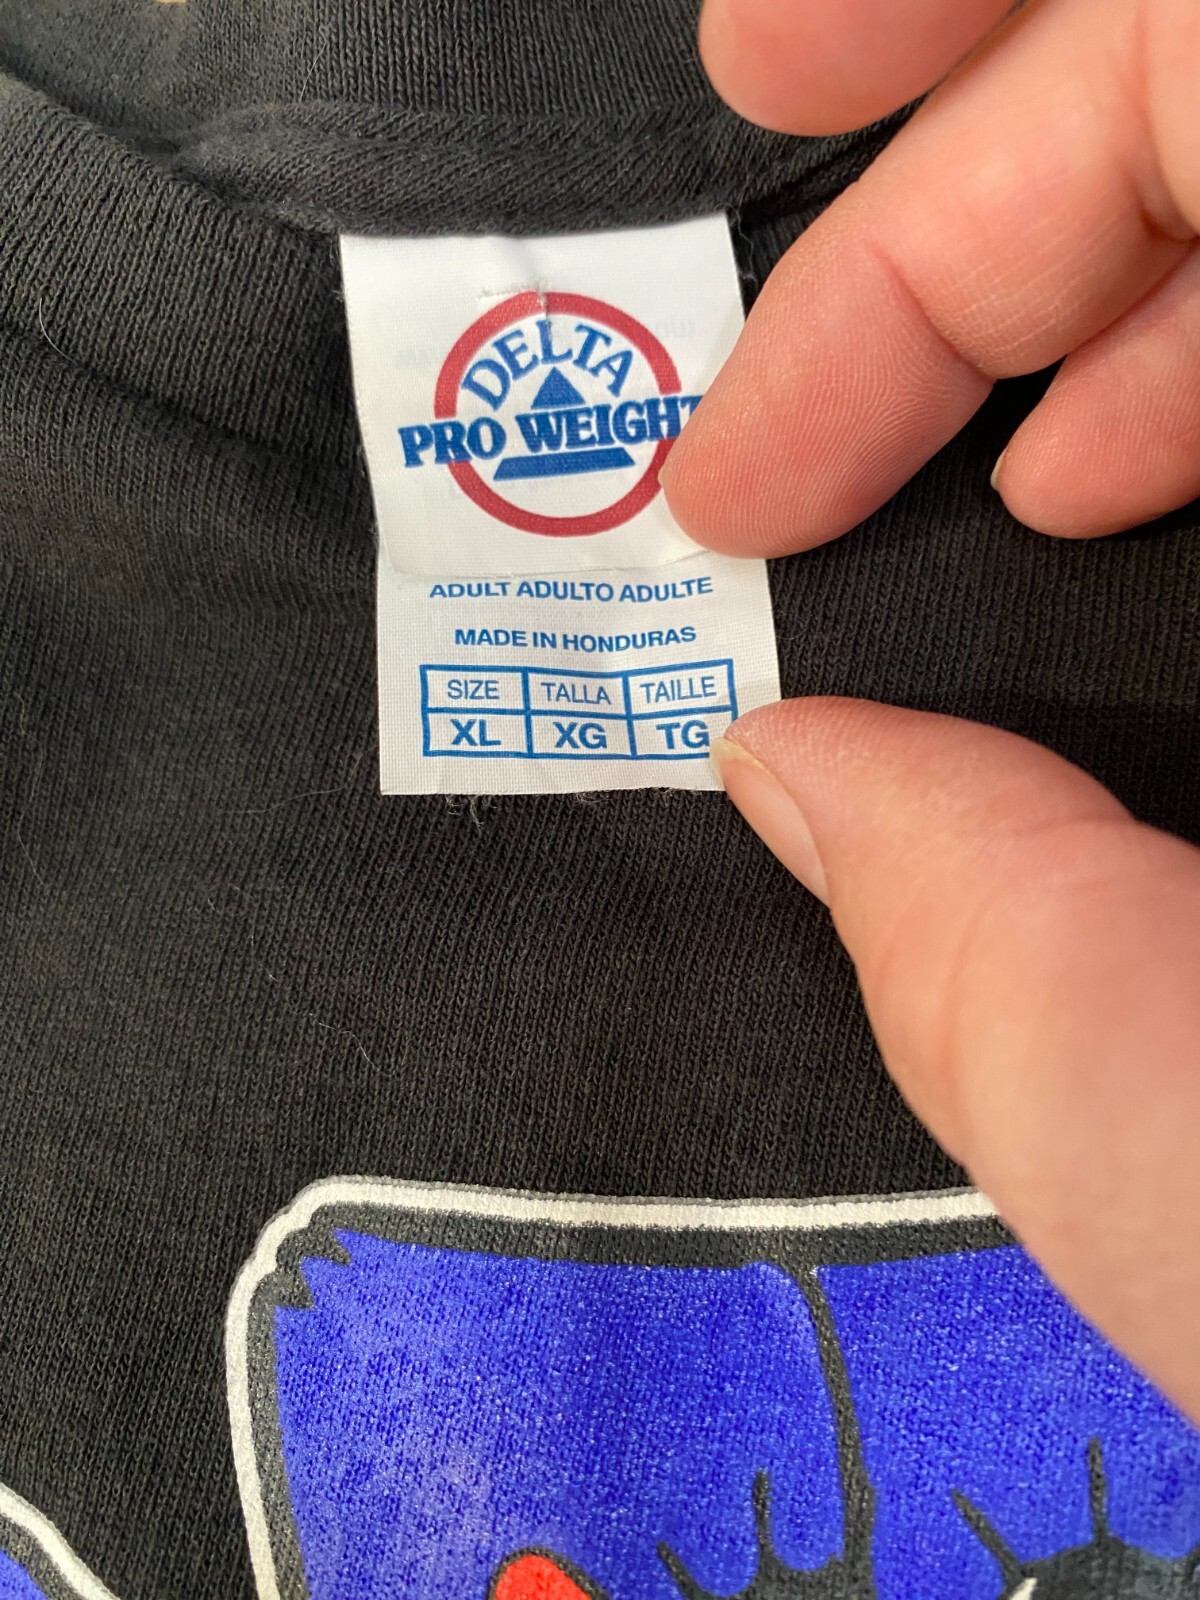 DELTA
PRO WEIGHT
ADULT ADULTO ADULTE
MADE IN HONDURAS
SIZE TALLA TAILLE
XL XG TG